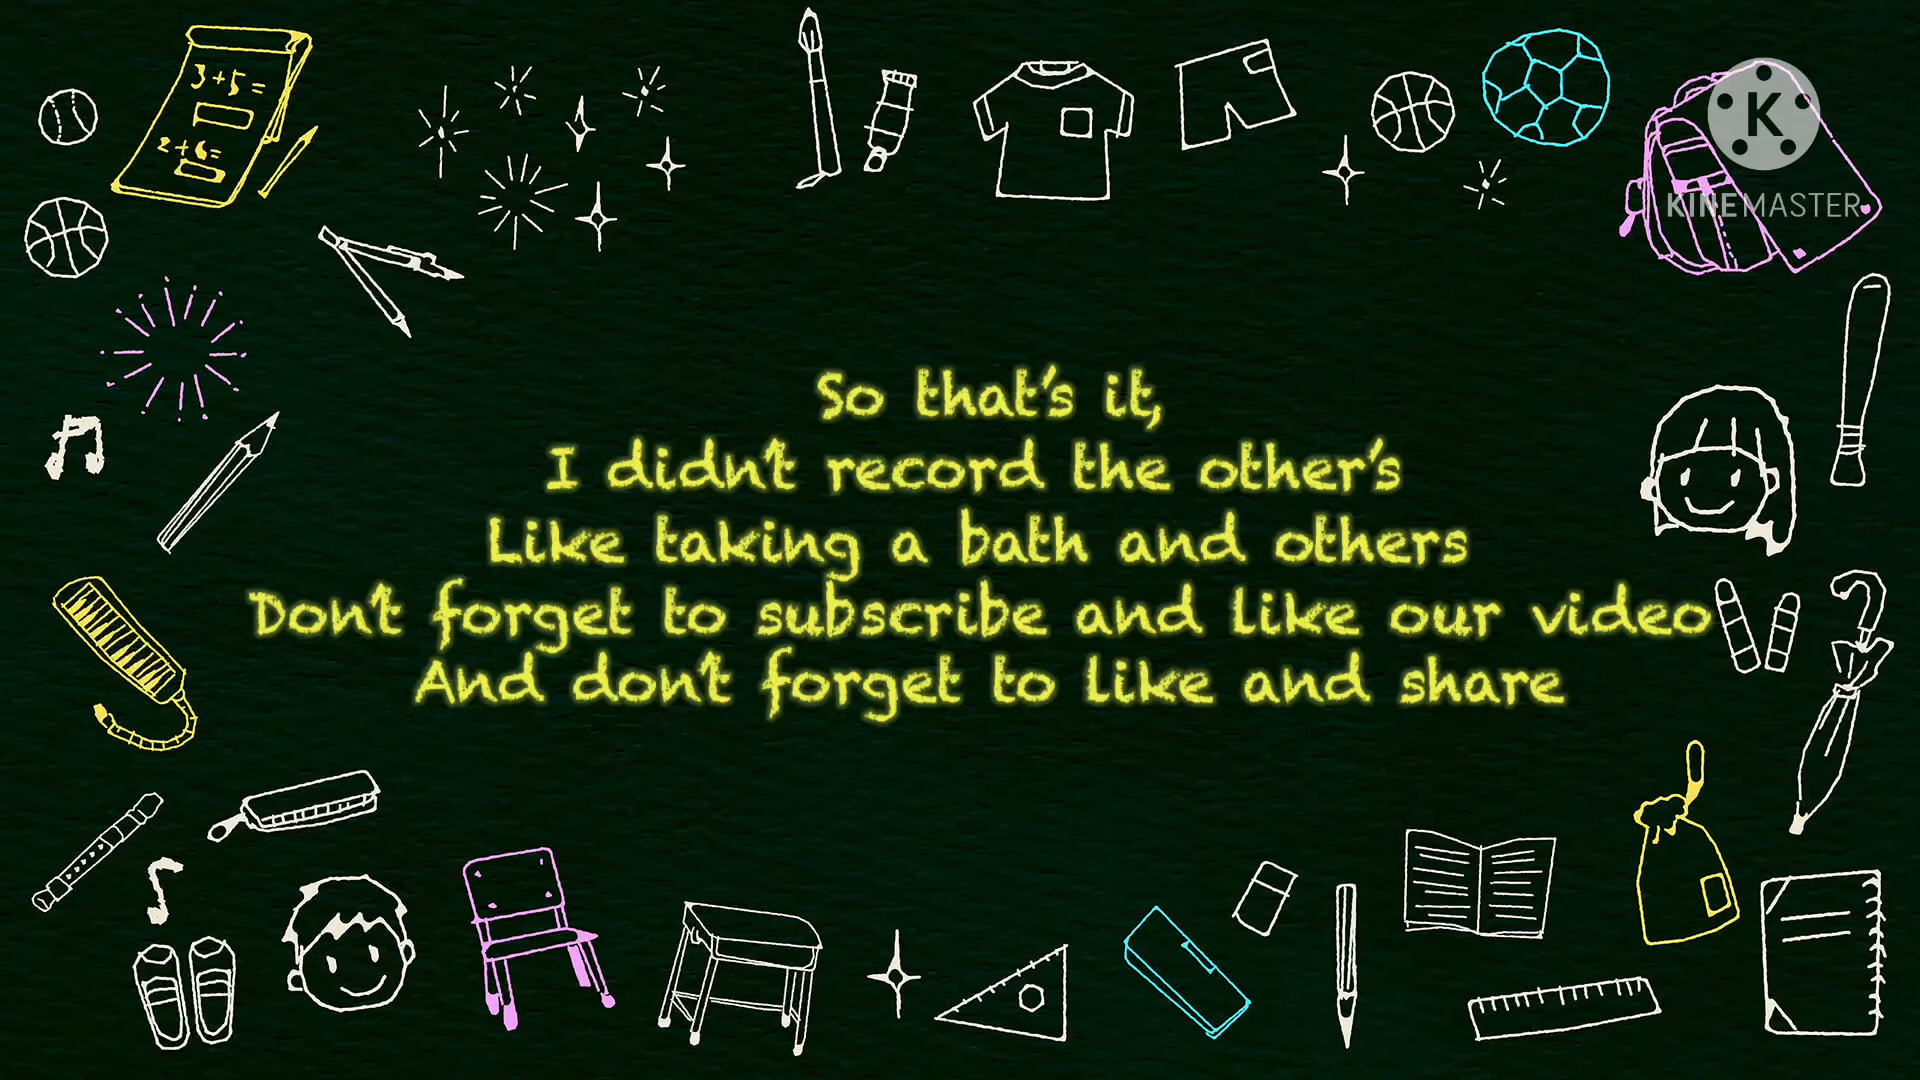 3+5=
2+6=
K
KINEMASTER
So that's it,
I didn't record the other's
Like taking a bath and others
Don't forget to subscribe and like our video
And don't forget to like and share